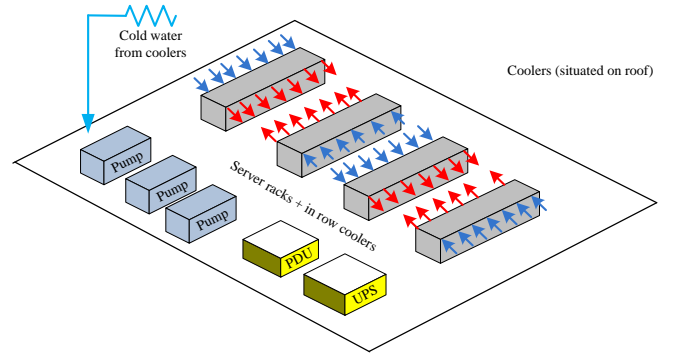 Cold water
from coolers
Coolers (situated on roof)
Pump
Pump
Pump
Server racks + in row coolers
PDU
UPS